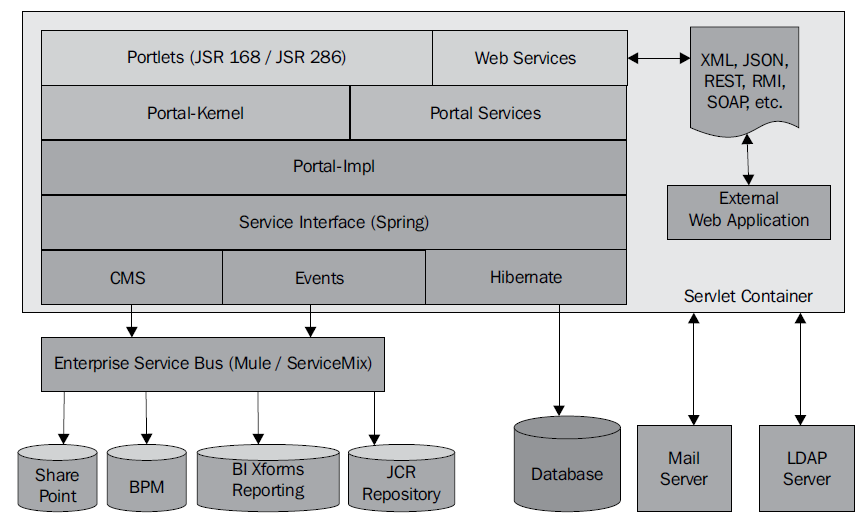 Portlets (JSR 168 / JSR 286)
Web Services
XML, JSON,
REST, RMI,
SOAP, etc.
Portal-Kernel
Portal Services
Portal-Impl
External
Web Application
Service Interface (Spring)
CMS
Events
Hibernate
Servlet Container
Enterprise Service Bus (Mule / ServiceMix)
Share
Point
BPM
BI Xforms
Reporting
JCR
Repository
Database
Mail
Server
LDAP
Server